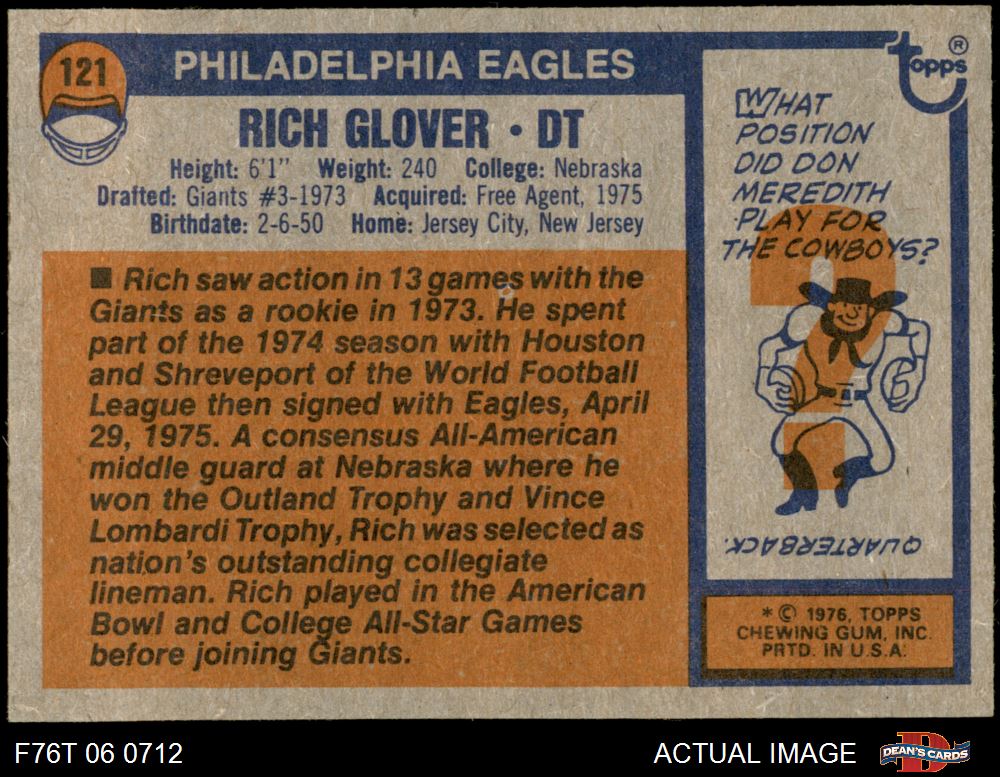 121
PHILADELPHIA EAGLES
RICH GLOVER • DT
Height: 6'1" Weight: 240 College: Nebraska
Drafted: Giants #3-1973 Acquired: Free Agent, 1975
Birthdate: 2-6-50 Home: Jersey City, New Jersey
■ Rich saw action in 13 games with the
Giants as a rookie in 1973. He spent
part of the 1974 season with Houston
and Shreveport of the World Football
League then signed with Eagles, April
29, 1975. A consensus All-American
middle guard at Nebraska where he
won the Outland Trophy and Vince
Lombardi Trophy, Rich was selected as
nation's outstanding collegiate
lineman. Rich played in the American
Bowl and College All-Star Games
before joining Giants.
topps ®
WHAT
POSITION
DID DON
MEREDITH
PLAY FOR
THE COWBOYS?
?
QUARTERBACK.
* © 1976, TOPPS
CHEWING GUM, INC.
PRTD. IN U.S.A.
F76T 06 0712
ACTUAL IMAGE
DEAN'S CARDS